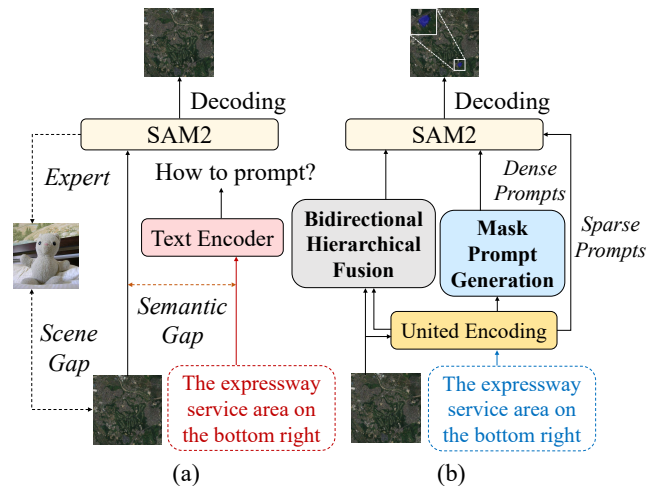 Decoding
SAM2
How to prompt?
Expert
Text Encoder
Semantic
Gap
Scene
Gap
The expressway
service area on
the bottom right
(a)
Decoding
SAM2
Dense
Prompts
Sparse
Prompts
Bidirectional
Hierarchical
Fusion
Mask
Prompt
Generation
United Encoding
The expressway
service area on
the bottom right
(b)